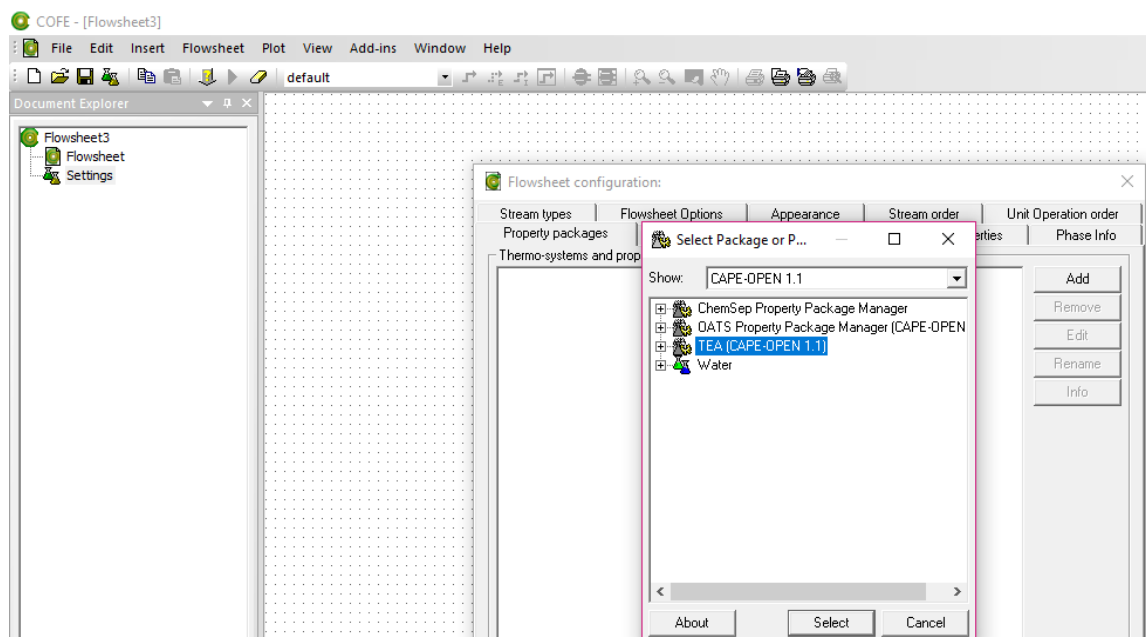 COFE - [Flowsheet3]
File Edit Insert Flowsheet Plot View Add-ins Window Help
default
Document Explorer
Flowsheet3
Flowsheet
Settings
Flowsheet configuration:
Stream types Flowsheet Options Appearance Stream order Unit Operation order
Property packages Phase Info
Thermo-systems and prop
Select Package or P...
Show: CAPE-OPEN 1.1
ChemSep Property Package Manager
OATS Property Package Manager (CAPE-OPEN
TEA (CAPE-OPEN 1.1)
Water
About Select Cancel
Add
Remove
Edit
Rename
Info